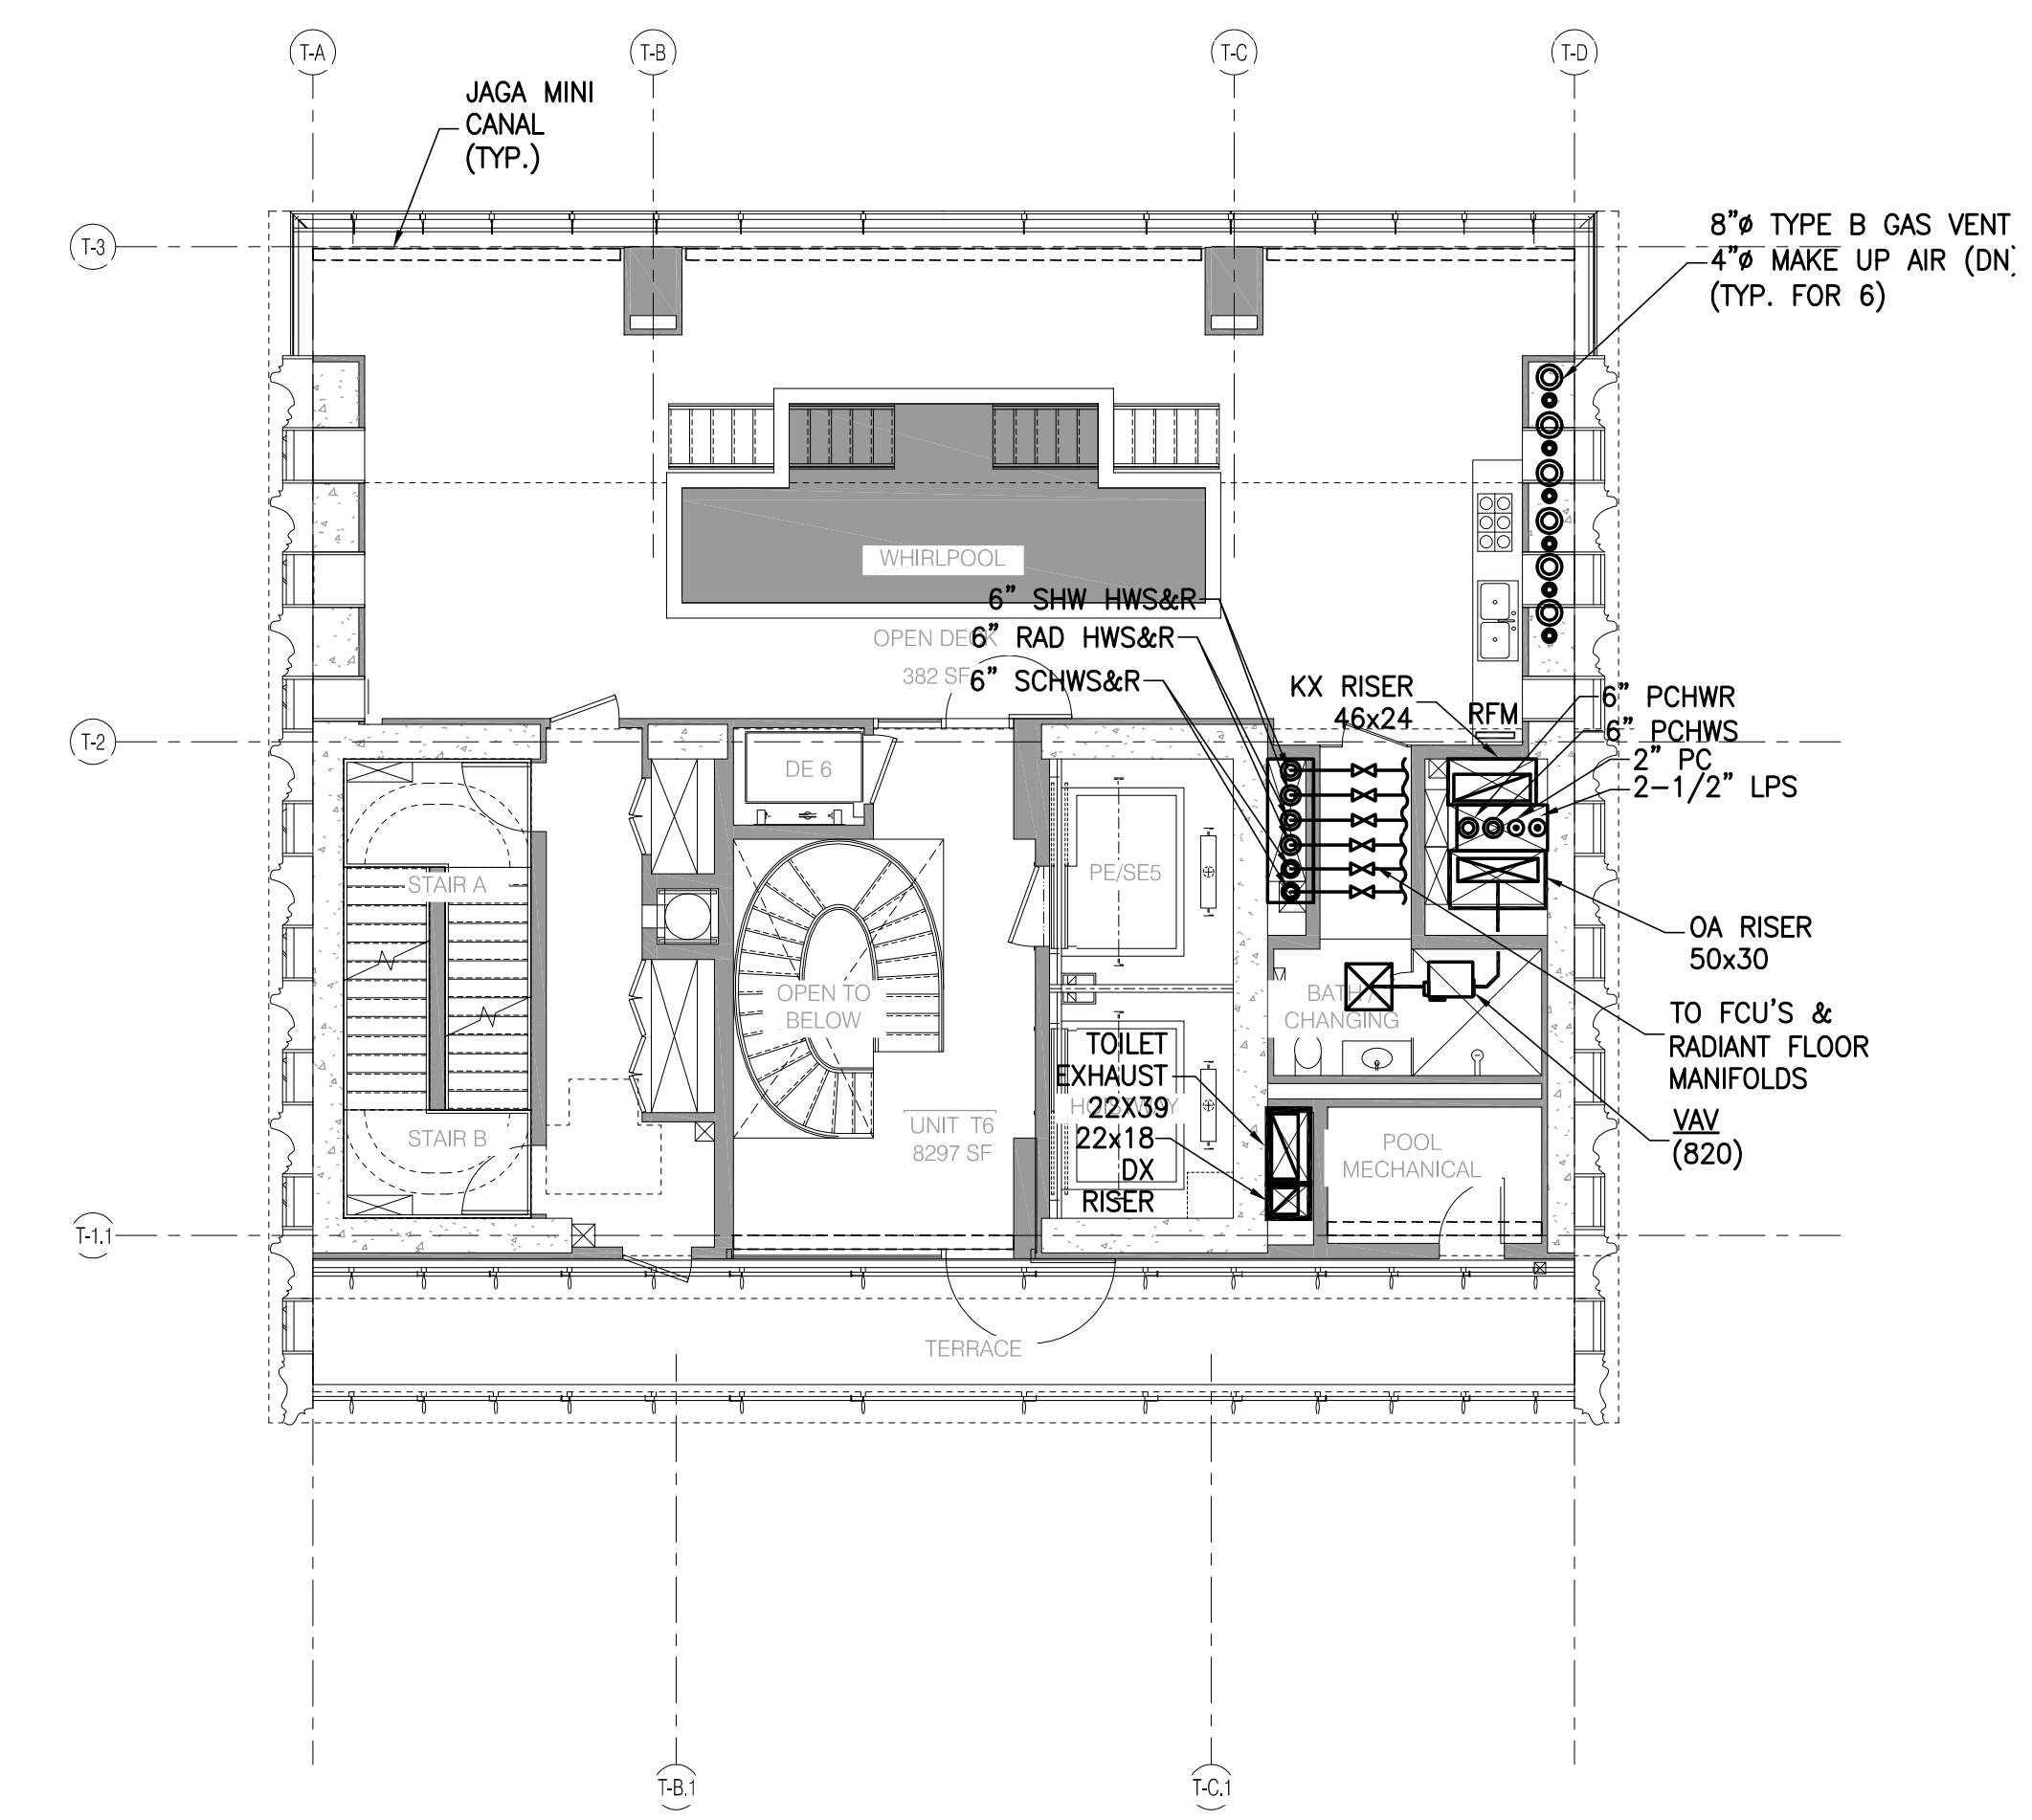 T-A
T-B
T-C
T-D
JAGA MINI
CANAL
(TYP.)
T-3
8"ø TYPE B GAS VENT
4"ø MAKE UP AIR (DN)
(TYP. FOR 6)
WHIRLPOOL
6" SHW HWS&R
OPEN DECK
6" RAD HWS&R
382 SF
6" SCHWS&R
KX RISER
46x24
RFM
6" PCHWR
6" PCHWS
2" PC
2-1/2" LPS
T-2
DE 6
STAIR A
PE/SE5
OA RISER
50x30
OPEN TO
BELOW
BATH /
CHANGING
TO FCU'S &
RADIANT FLOOR
MANIFOLDS
TOILET
EXHAUST
22X39
HOISTWAY
22x18
DX
RISER
STAIR B
UNIT T6
8297 SF
POOL
MECHANICAL
VAV
(820)
T-1.1
TERRACE
T-B.1
T-C.1